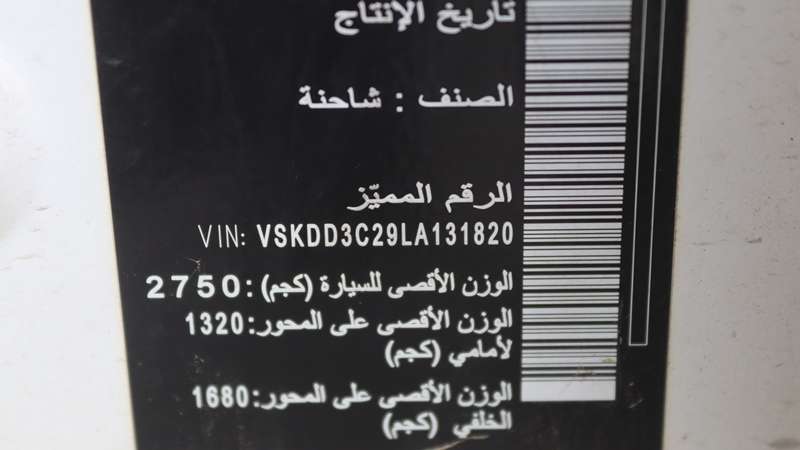 تاريخ الإنتاج
الصنف : شاحنة
الرقم المميّز
VIN: VSKDD3C29LA131820
الوزن الأقصى للسيارة (كجم):2750
الوزن الأقصى على المحور:1320
لأمامي (كجم)
الوزن الأقصى على المحور:1680
الخلفي (كجم)